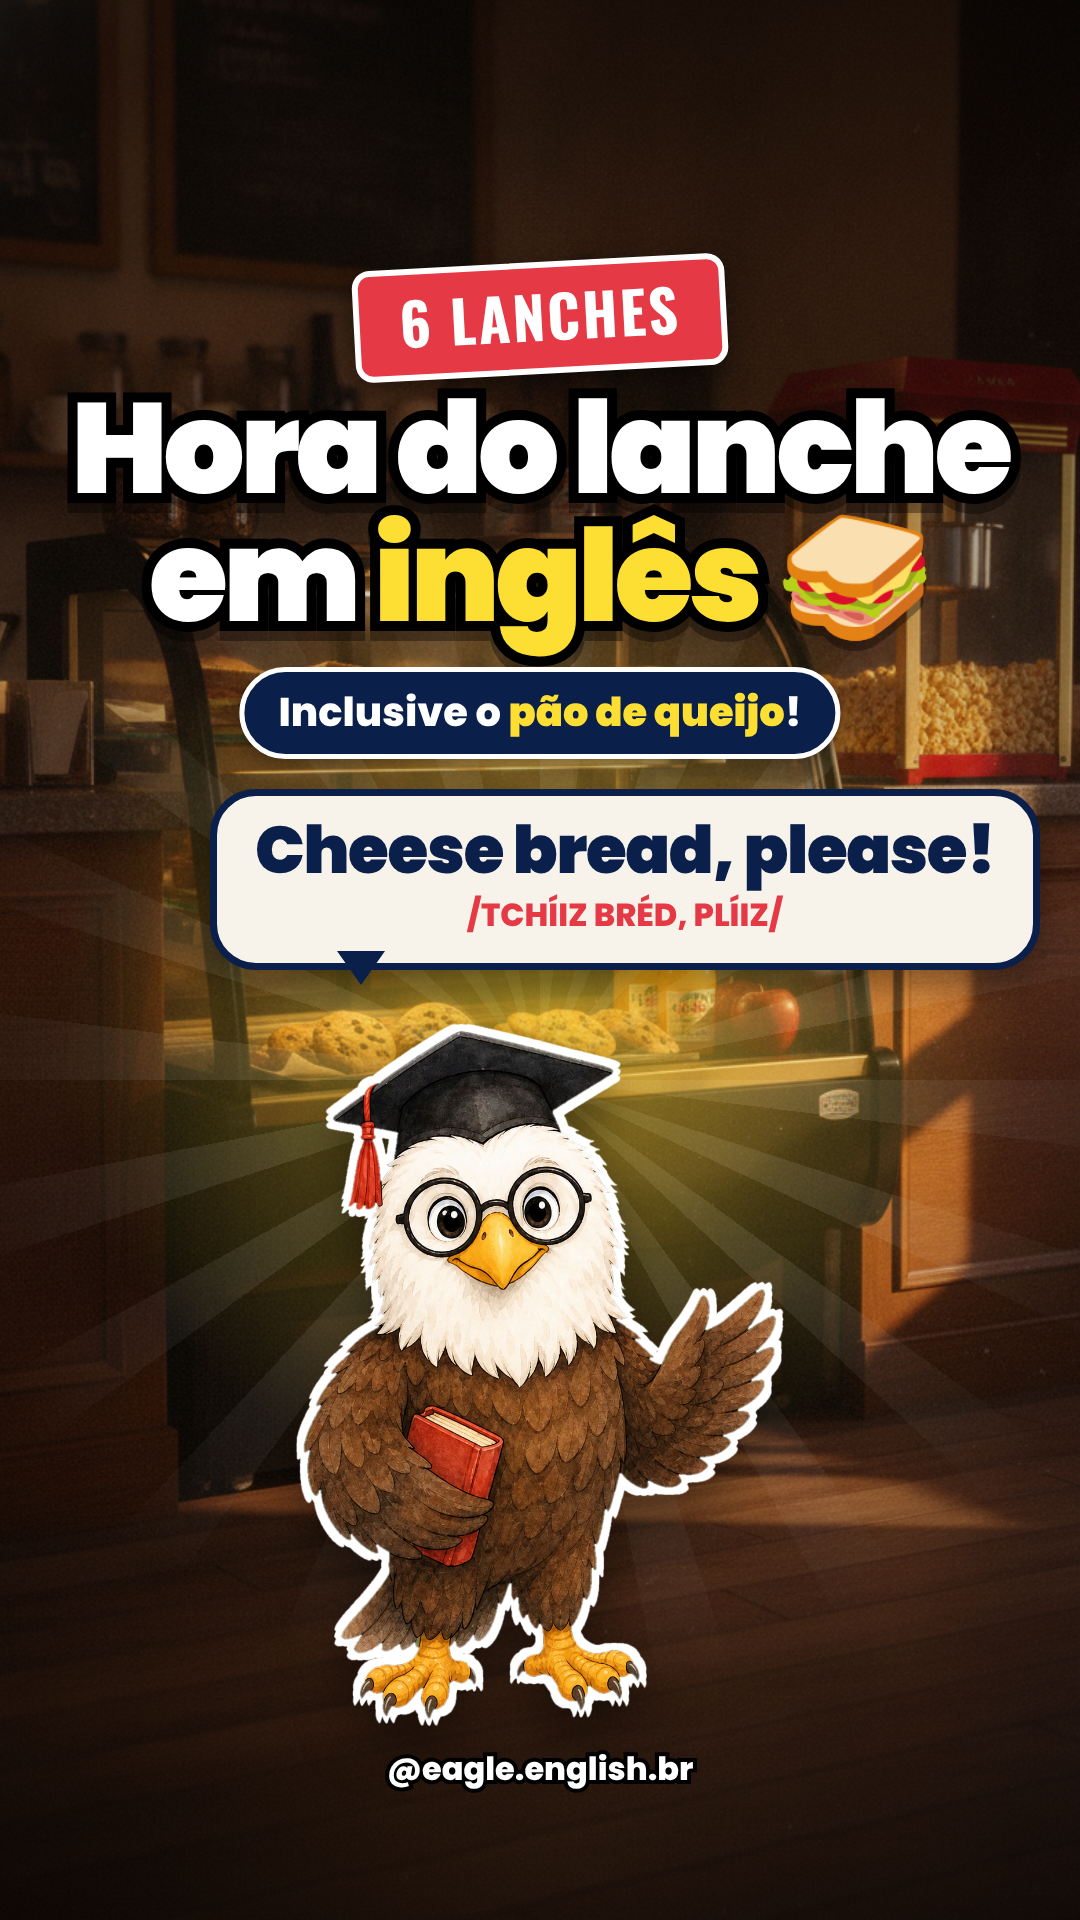 6 LANCHES
Hora do lanche
em inglês
Inclusive o pão de queijo!
Cheese bread, please!
/TCHÍIZ BRÉD, PLÍIZ/
@eagle.english.br